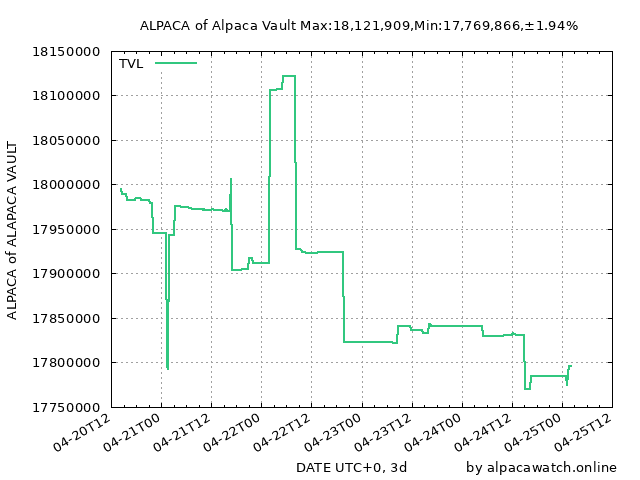 ALPACA of Alpaca Vault Max:18,121,909,Min:17,769,866,±1.94%
TVL
18150000
18100000
18050000
18000000
17950000
17900000
17850000
17800000
17750000
ALPACA of ALAPACA VAULT
04-20T12
04-21T00
04-21T12
04-22T00
04-22T12
04-23T00
04-23T12
04-24T00
04-24T12
04-25T00
04-25T12
DATE UTC+0, 3d
by alpacawatch.online